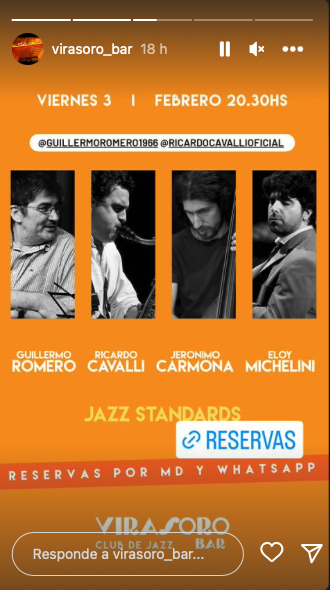 virasoro_bar 18 h
VIERNES 3 | FEBRERO 20.30HS
@GUILLERMOROMERO1966 @RICARDOCAVALLIOFICIAL
GUILLERMO ROMERO
RICARDO CAVALLI
JERONIMO CARMONA
ELOY MICHELINI
JAZZ STANDARDS
RESERVAS
RESERVAS POR MD Y WHATSAPP
VIRASORO
CLUB DE JAZZ BAR
Responde a virasoro_bar...